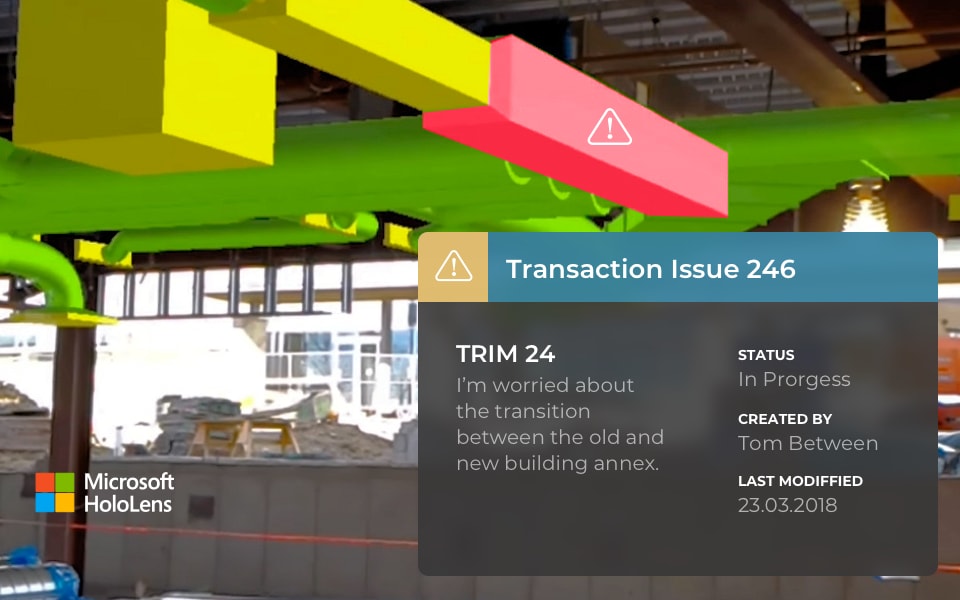 Transaction Issue 246
TRIM 24
I'm worried about
the transition
between the old and
new building annex.
STATUS
In Prorgess
CREATED BY
Tom Between
LAST MODIFFIED
23.03.2018
Microsoft
HoloLens